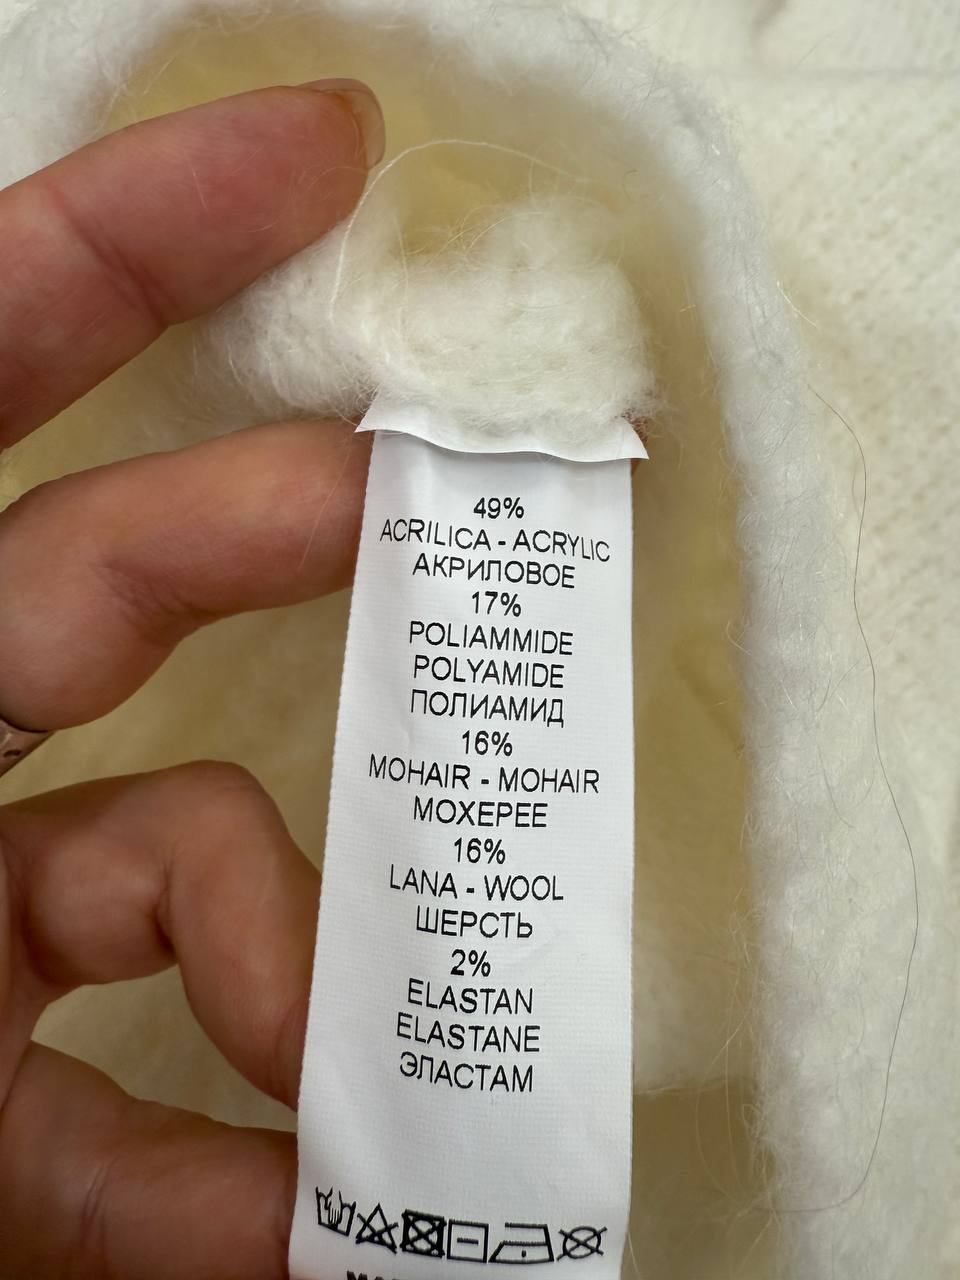 49%
ACRILICA - ACRYLIC
АКРИЛОВОЕ
17%
POLIAMMIDE
POLYAMIDE
ПОЛИАМИД
16%
MOHAIR - MOHAIR
МОХЕРЕЕ
16%
LANA - WOOL
ШЕРСТЬ
2%
ELASTAN
ELASTANE
ЭЛАСТАМ